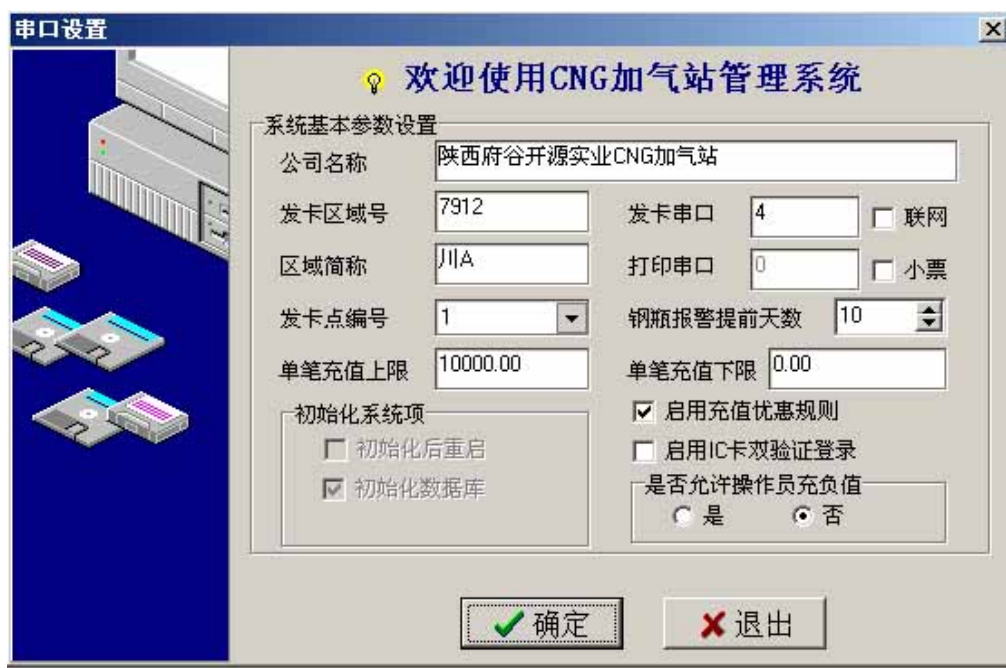 串口设置
欢迎使用CNG加气站管理系统
系统基本参数设置
公司名称 陕西府谷开源实业CNG加气站
发卡区域号 7912 发卡串口 4 联网
区域简称 川A 打印串口 0 小票
发卡点编号 1 钢瓶报警提前天数 10
单笔充值上限 10000.00 单笔充值下限 0.00
初始化系统项 启用充值优惠规则
初始化后重启 启用IC卡双验证登录
初始化数据库 是否允许操作员充负值
是 否
确定 退出